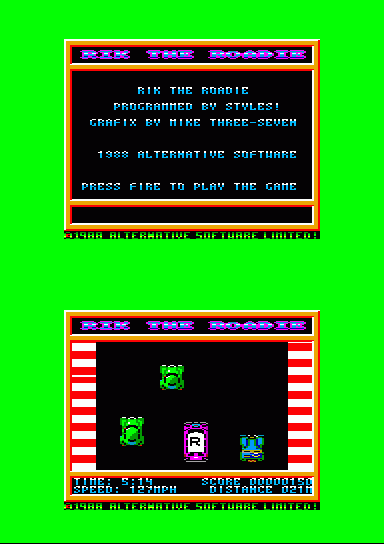 RIK THE ROADIE
RIK THE ROADIE
PROGRAMMED BY STYLES!
GRAFIX BY MIKE THREE-SEVEN
1988 ALTERNATIVE SOFTWARE
PRESS FIRE TO PLAY THE GAME
©1988 ALTERNATIVE SOFTWARE LIMITED!
RIK THE ROADIE
R
TIME: 5:14 SCORE 00000150
SPEED: 127MPH DISTANCE 021M
©1988 ALTERNATIVE SOFTWARE LIMITED!